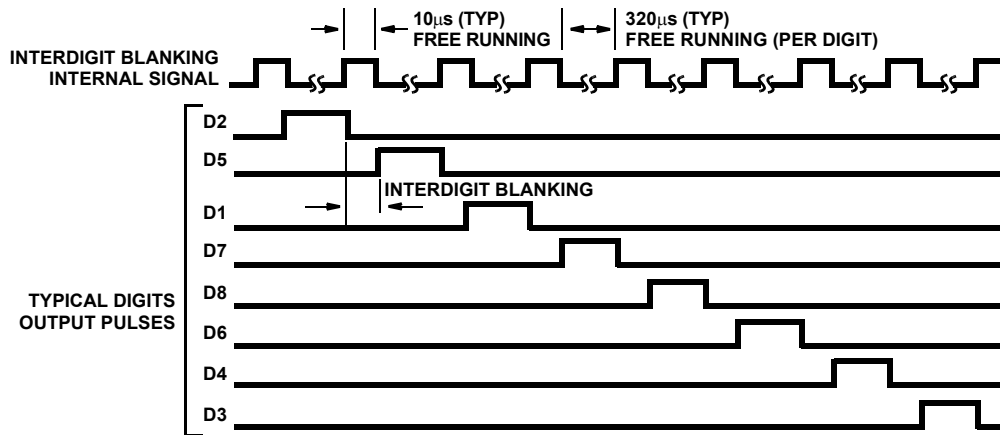 10μs (TYP)
FREE RUNNING
320μs (TYP)
FREE RUNNING (PER DIGIT)
INTERDIGIT BLANKING
INTERNAL SIGNAL
D2
D5
INTERDIGIT BLANKING
D1
D7
TYPICAL DIGITS
OUTPUT PULSES
D8
D6
D4
D3